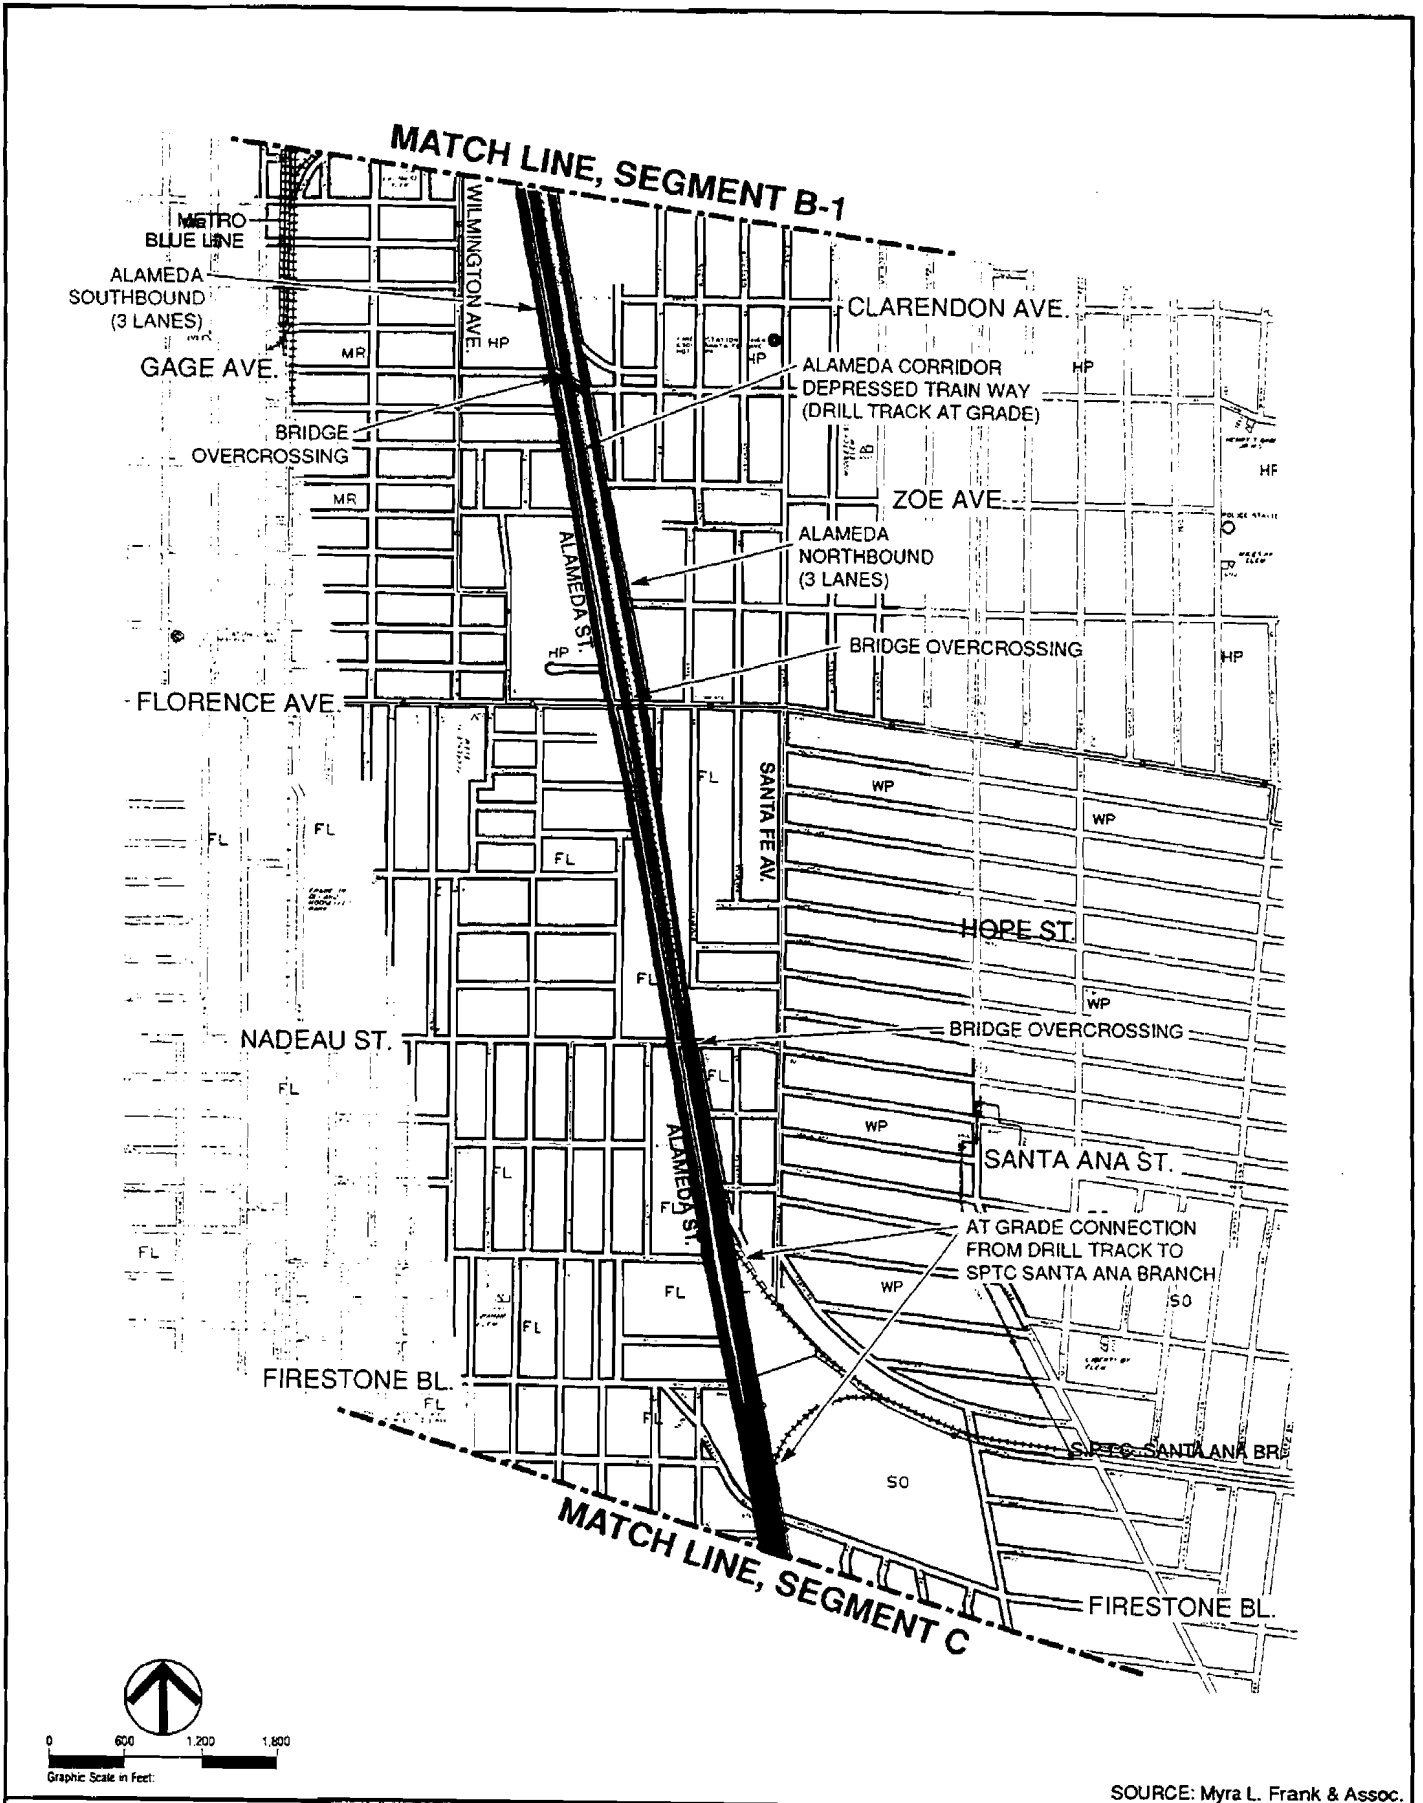 MATCH LINE, SEGMENT B-1
METRO
BLUE LINE
WILMINGTON AVE.
ALAMEDA
SOUTHBOUND
(3 LANES)
CLARENDON AVE.
HP
MR
HP
GAGE AVE.
ALAMEDA CORRIDOR
DEPRESSED TRAIN WAY
(DRILL TRACK AT GRADE)
HP
BRIDGE
OVERCROSSING
HP
MR
ZOE AVE.
ALAMEDA
NORTHBOUND
(3 LANES)
ALAMEDA ST.
BRIDGE OVERCROSSING
HP
HP
FLORENCE AVE.
SANTA FE AV.
FL
WP
WP
FL
FL
FL
HOPE ST.
FL
WP
BRIDGE OVERCROSSING
NADEAU ST.
FL
FL
WP
ALAMEDA ST.
SANTA ANA ST.
FL
FL
AT GRADE CONNECTION
FROM DRILL TRACK TO
SPTC SANTA ANA BRANCH
FL
WP
SO
FL
FL
FIRESTONE BL.
FL
FL
S.P.T.C. SANTA ANA BR.
SO
MATCH LINE, SEGMENT C
FIRESTONE BL.
0 600 1,200 1,800
Graphic Scale in Feet:
SOURCE: Myra L. Frank & Assoc.